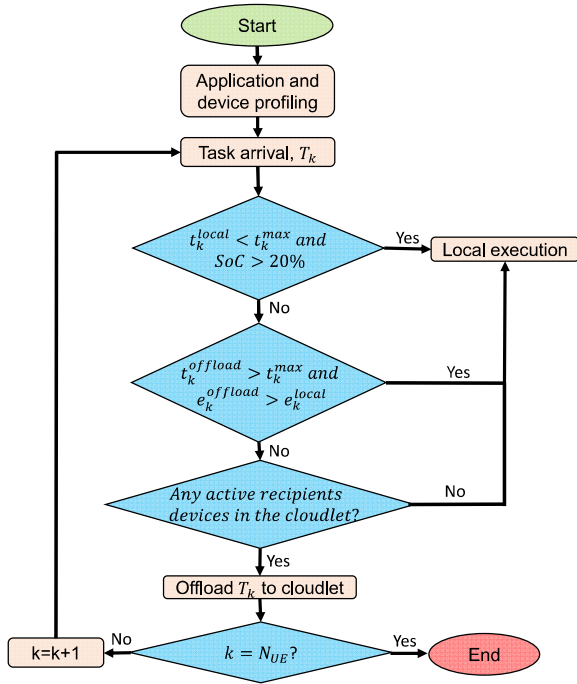 Start
Application and
device profiling
Task arrival, T_k
t_k^{local} < t_k^{max} and
SoC > 20%
Yes
Local execution
No
t_k^{offload} > t_k^{max} and
e_k^{offload} > e_k^{local}
Yes
No
Any active recipients
devices in the cloudlet?
No
Yes
Offload T_k to cloudlet
k=k+1
No
k = N_{UE}?
Yes
End